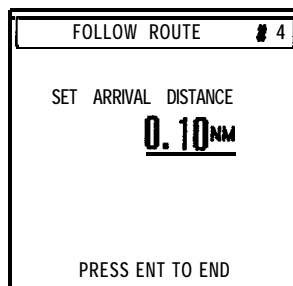 FOLLOW ROUTE # 4
SET ARRIVAL DISTANCE
0.10NM
PRESS ENT TO END